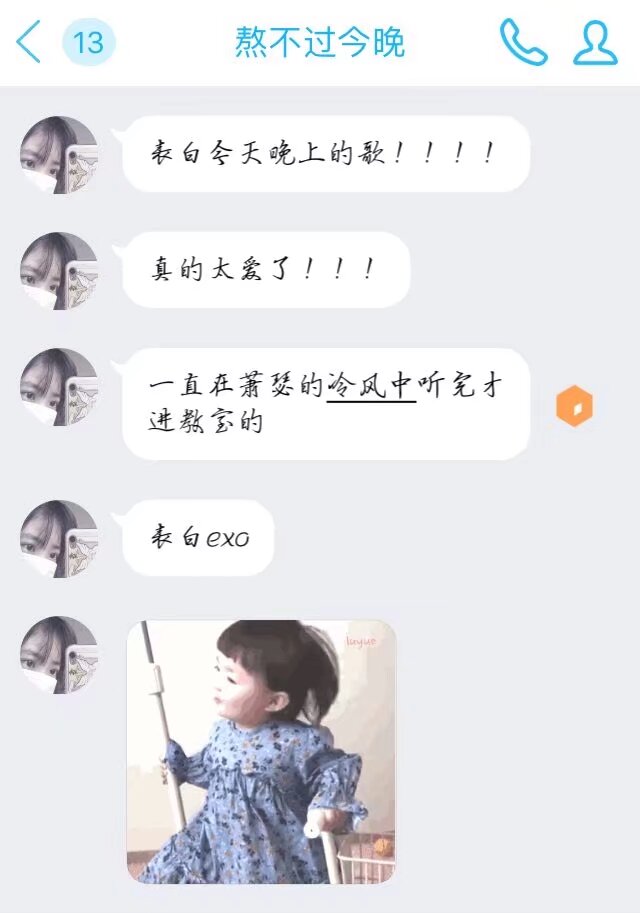 13
熬不过今晚
表白今天晚上的歌！！！！
真的太爱了！！！
一直在萧瑟的冷风中听完才
进教室的
表白exo
luyue